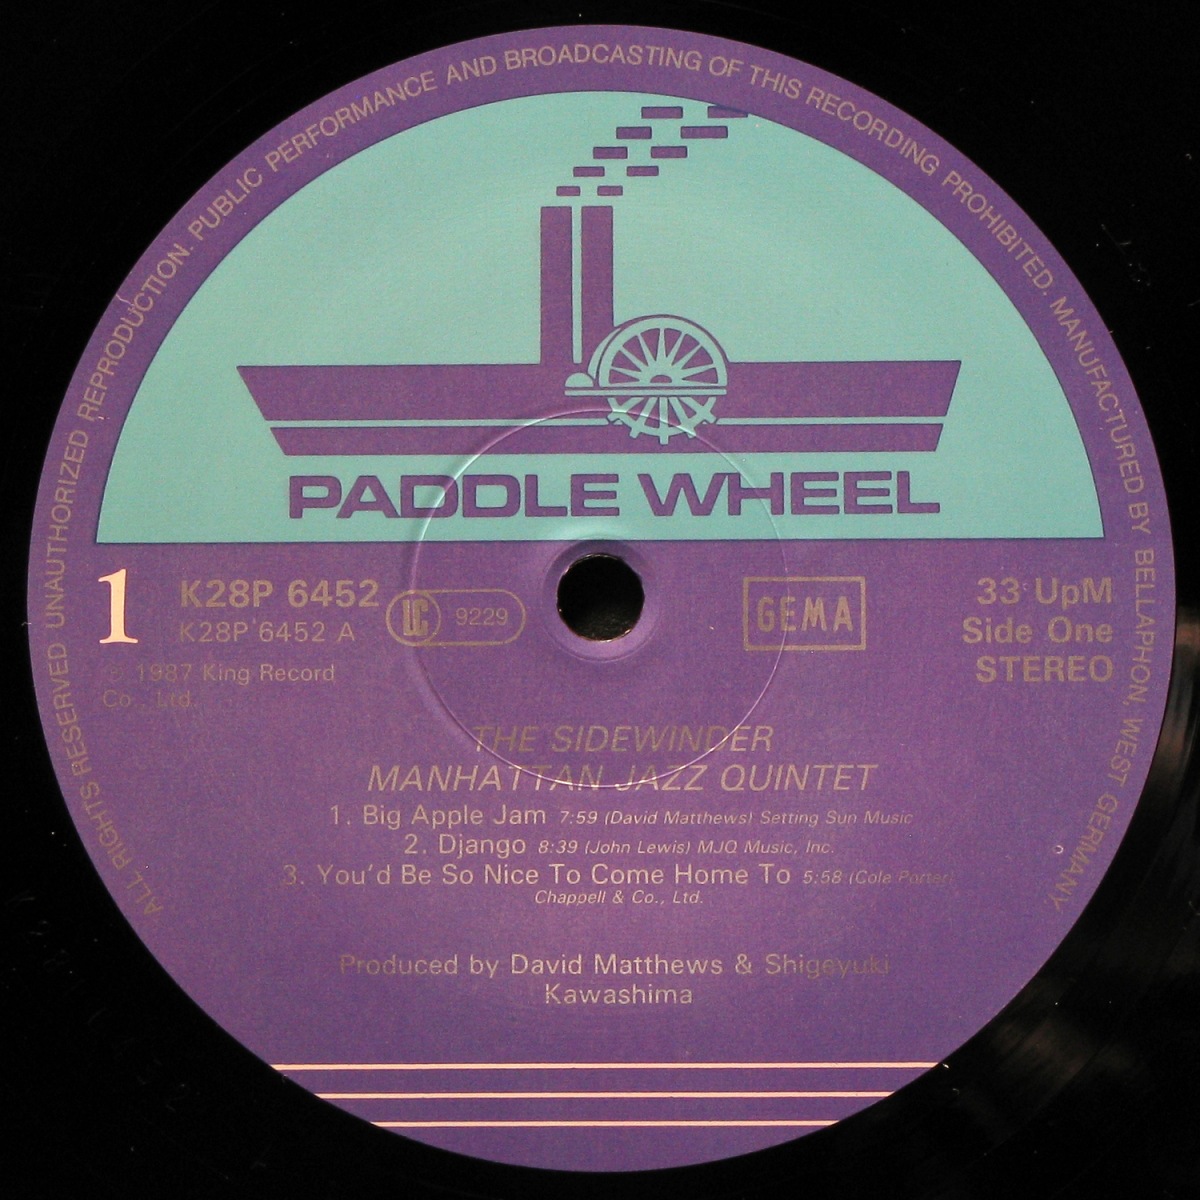 ALL RIGHTS RESERVED UNAUTHORIZED REPRODUCTION. PUBLIC PERFORMANCE AND BROADCASTING OF THIS RECORDING PROHIBITED. MANUFACTURED BY BELLAPHON, WEST GERMANY
PADDLE WHEEL
1
K28P 6452
K28P 6452 A
℗ 1987 King Record
Co., Ltd.
LC 9229
GEMA
33 UpM
Side One
STEREO
THE SIDEWINDER
MANHATTAN JAZZ QUINTET
1. Big Apple Jam 7:59 (David Matthews) Setting Sun Music
2. Django 8:39 (John Lewis) MJQ Music, Inc.
3. You'd Be So Nice To Come Home To 5:58 (Cole Porter)
Chappell & Co., Ltd.
Produced by David Matthews & Shigeyuki
Kawashima